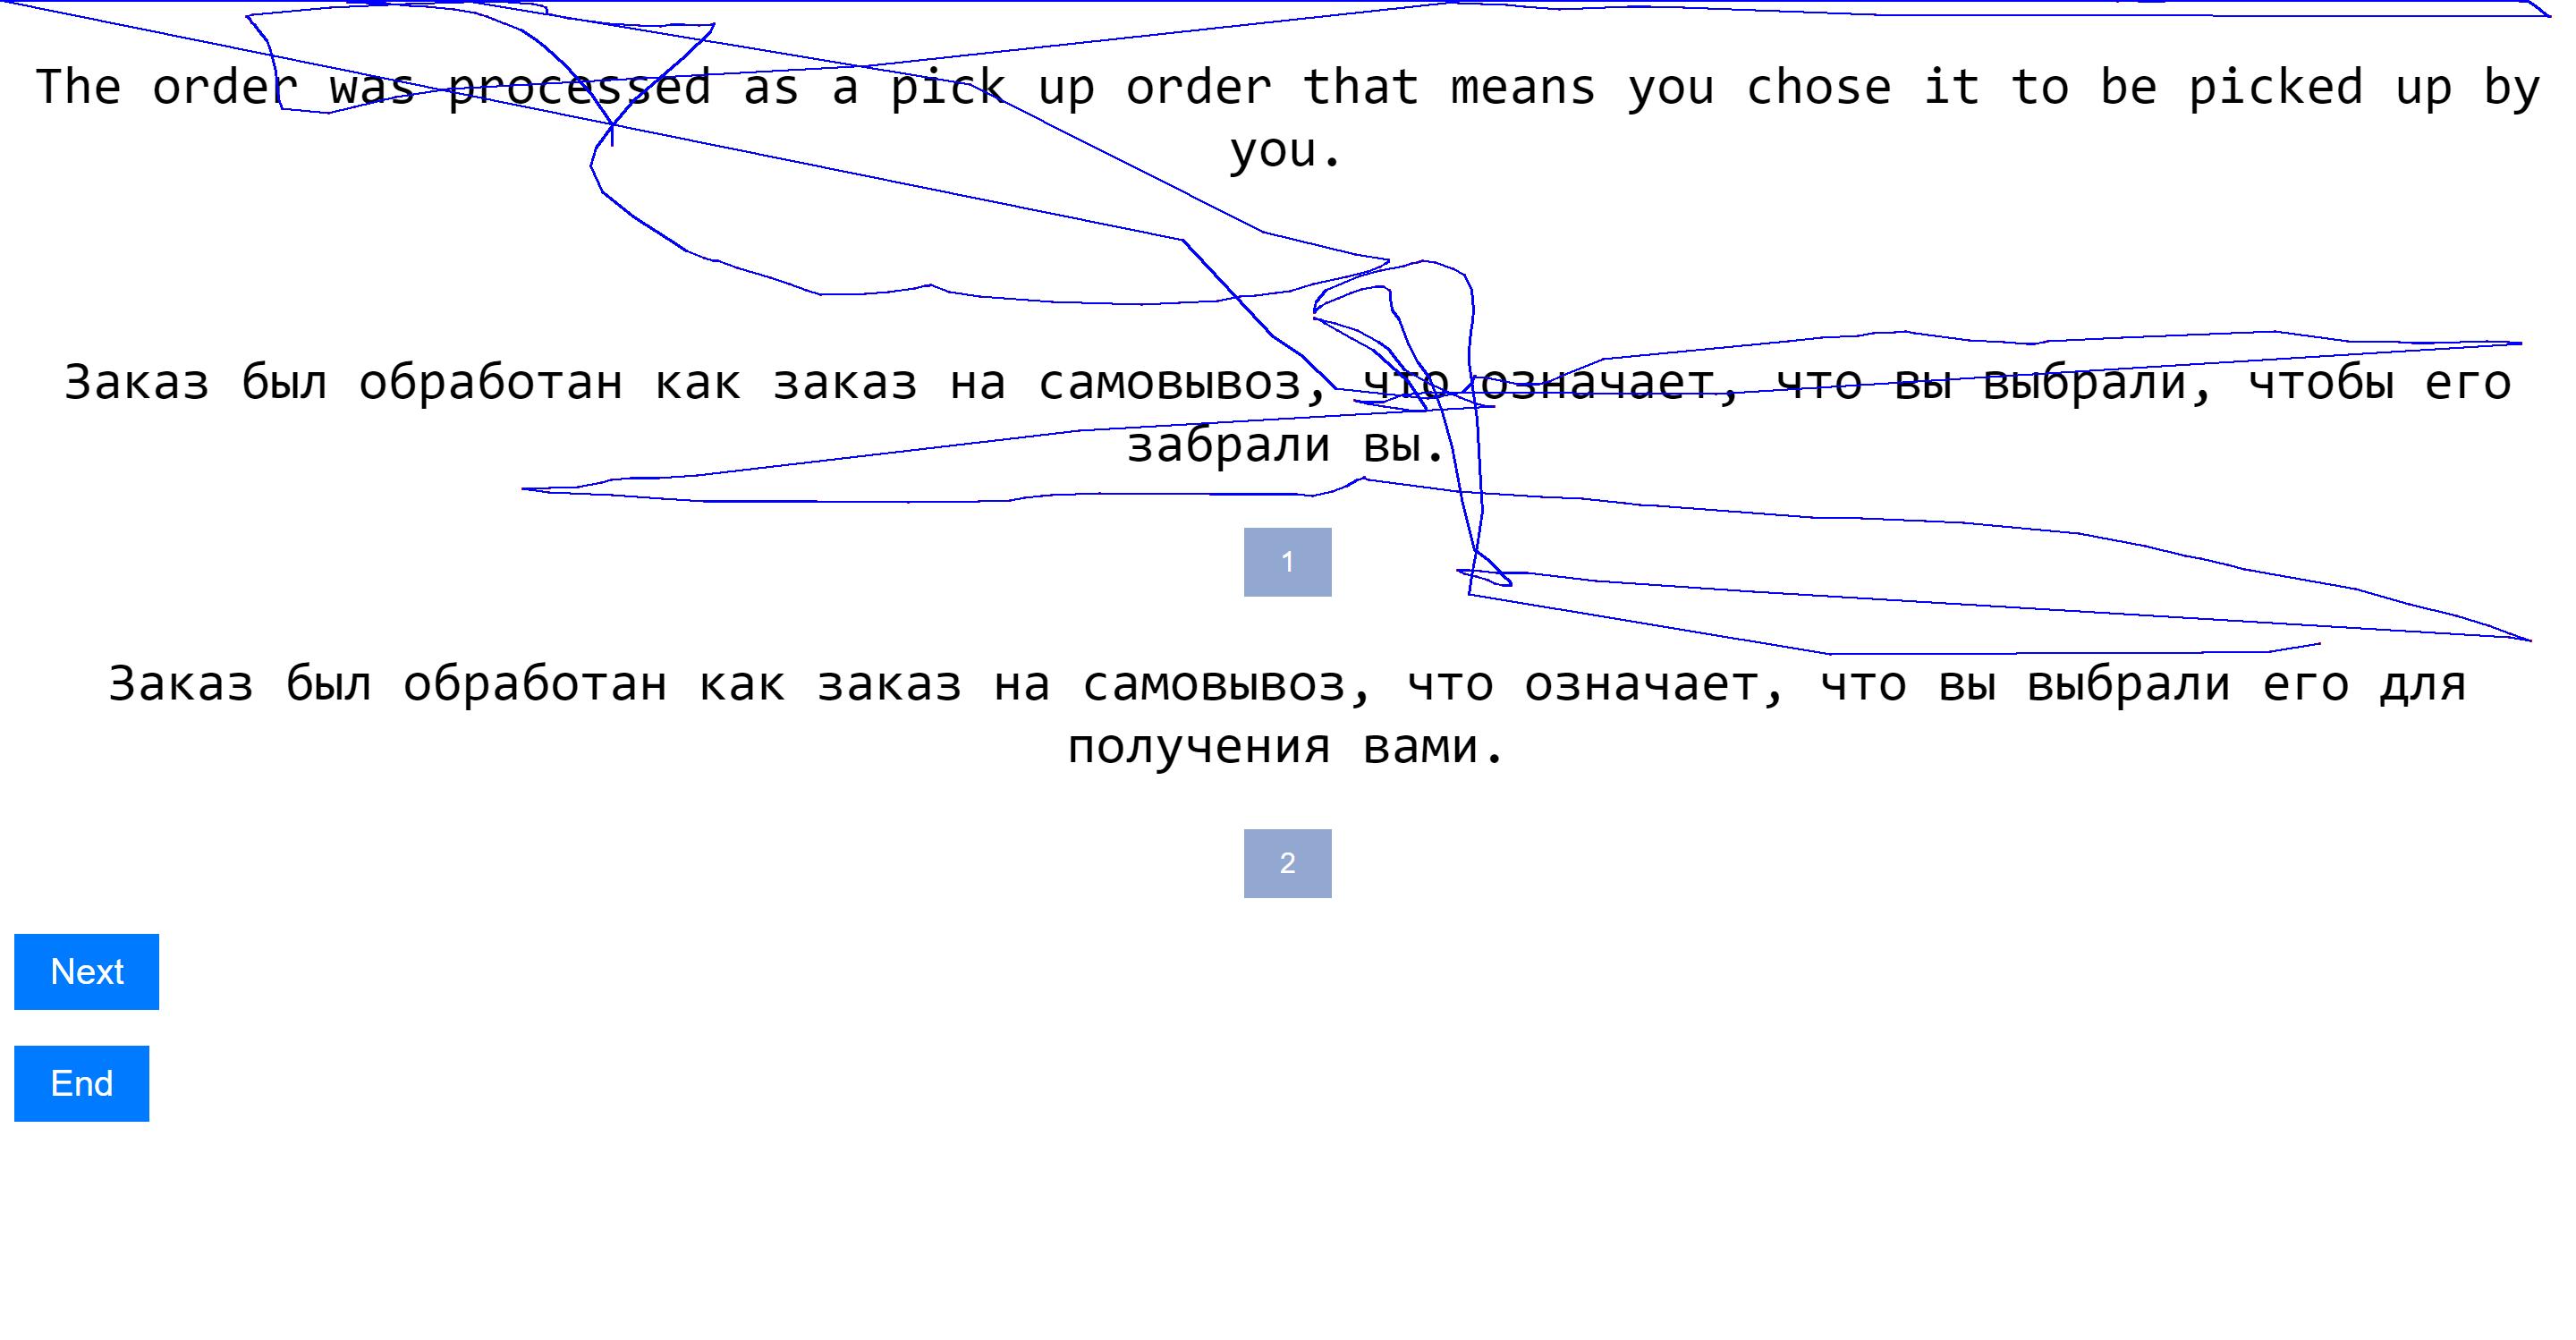 The order was processed as a pick up order that means you chose it to be picked up by
you.
Заказ был обработан как заказ на самовывоз, что означает, что вы выбрали, чтобы его
забрали вы.
1
Заказ был обработан как заказ на самовывоз, что означает, что вы выбрали его для
получения вами.
2
Next
End